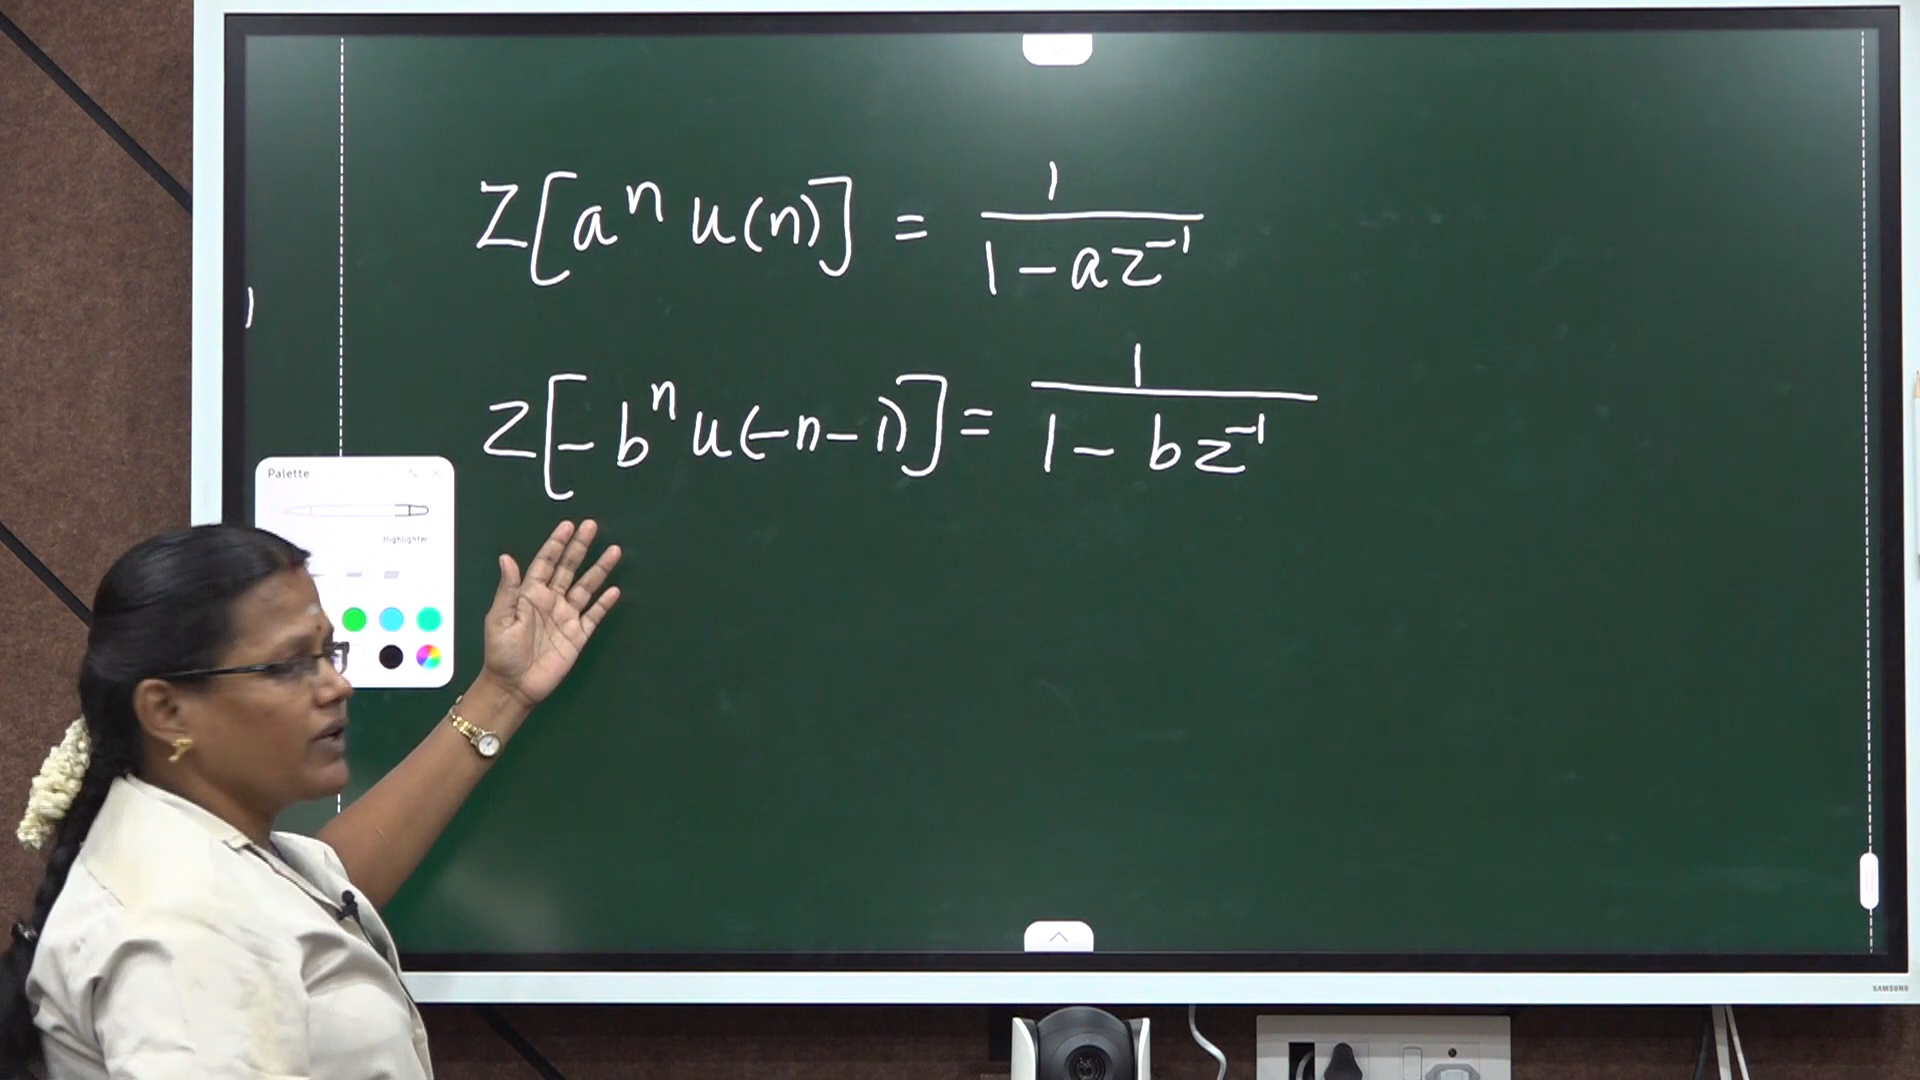 Z[aⁿ u(n)] = 1/(1 - az⁻¹)
Z[-bⁿ u(-n-1)] = 1/(1 - bz⁻¹)
Palette
Highlighter
SAMSUNG